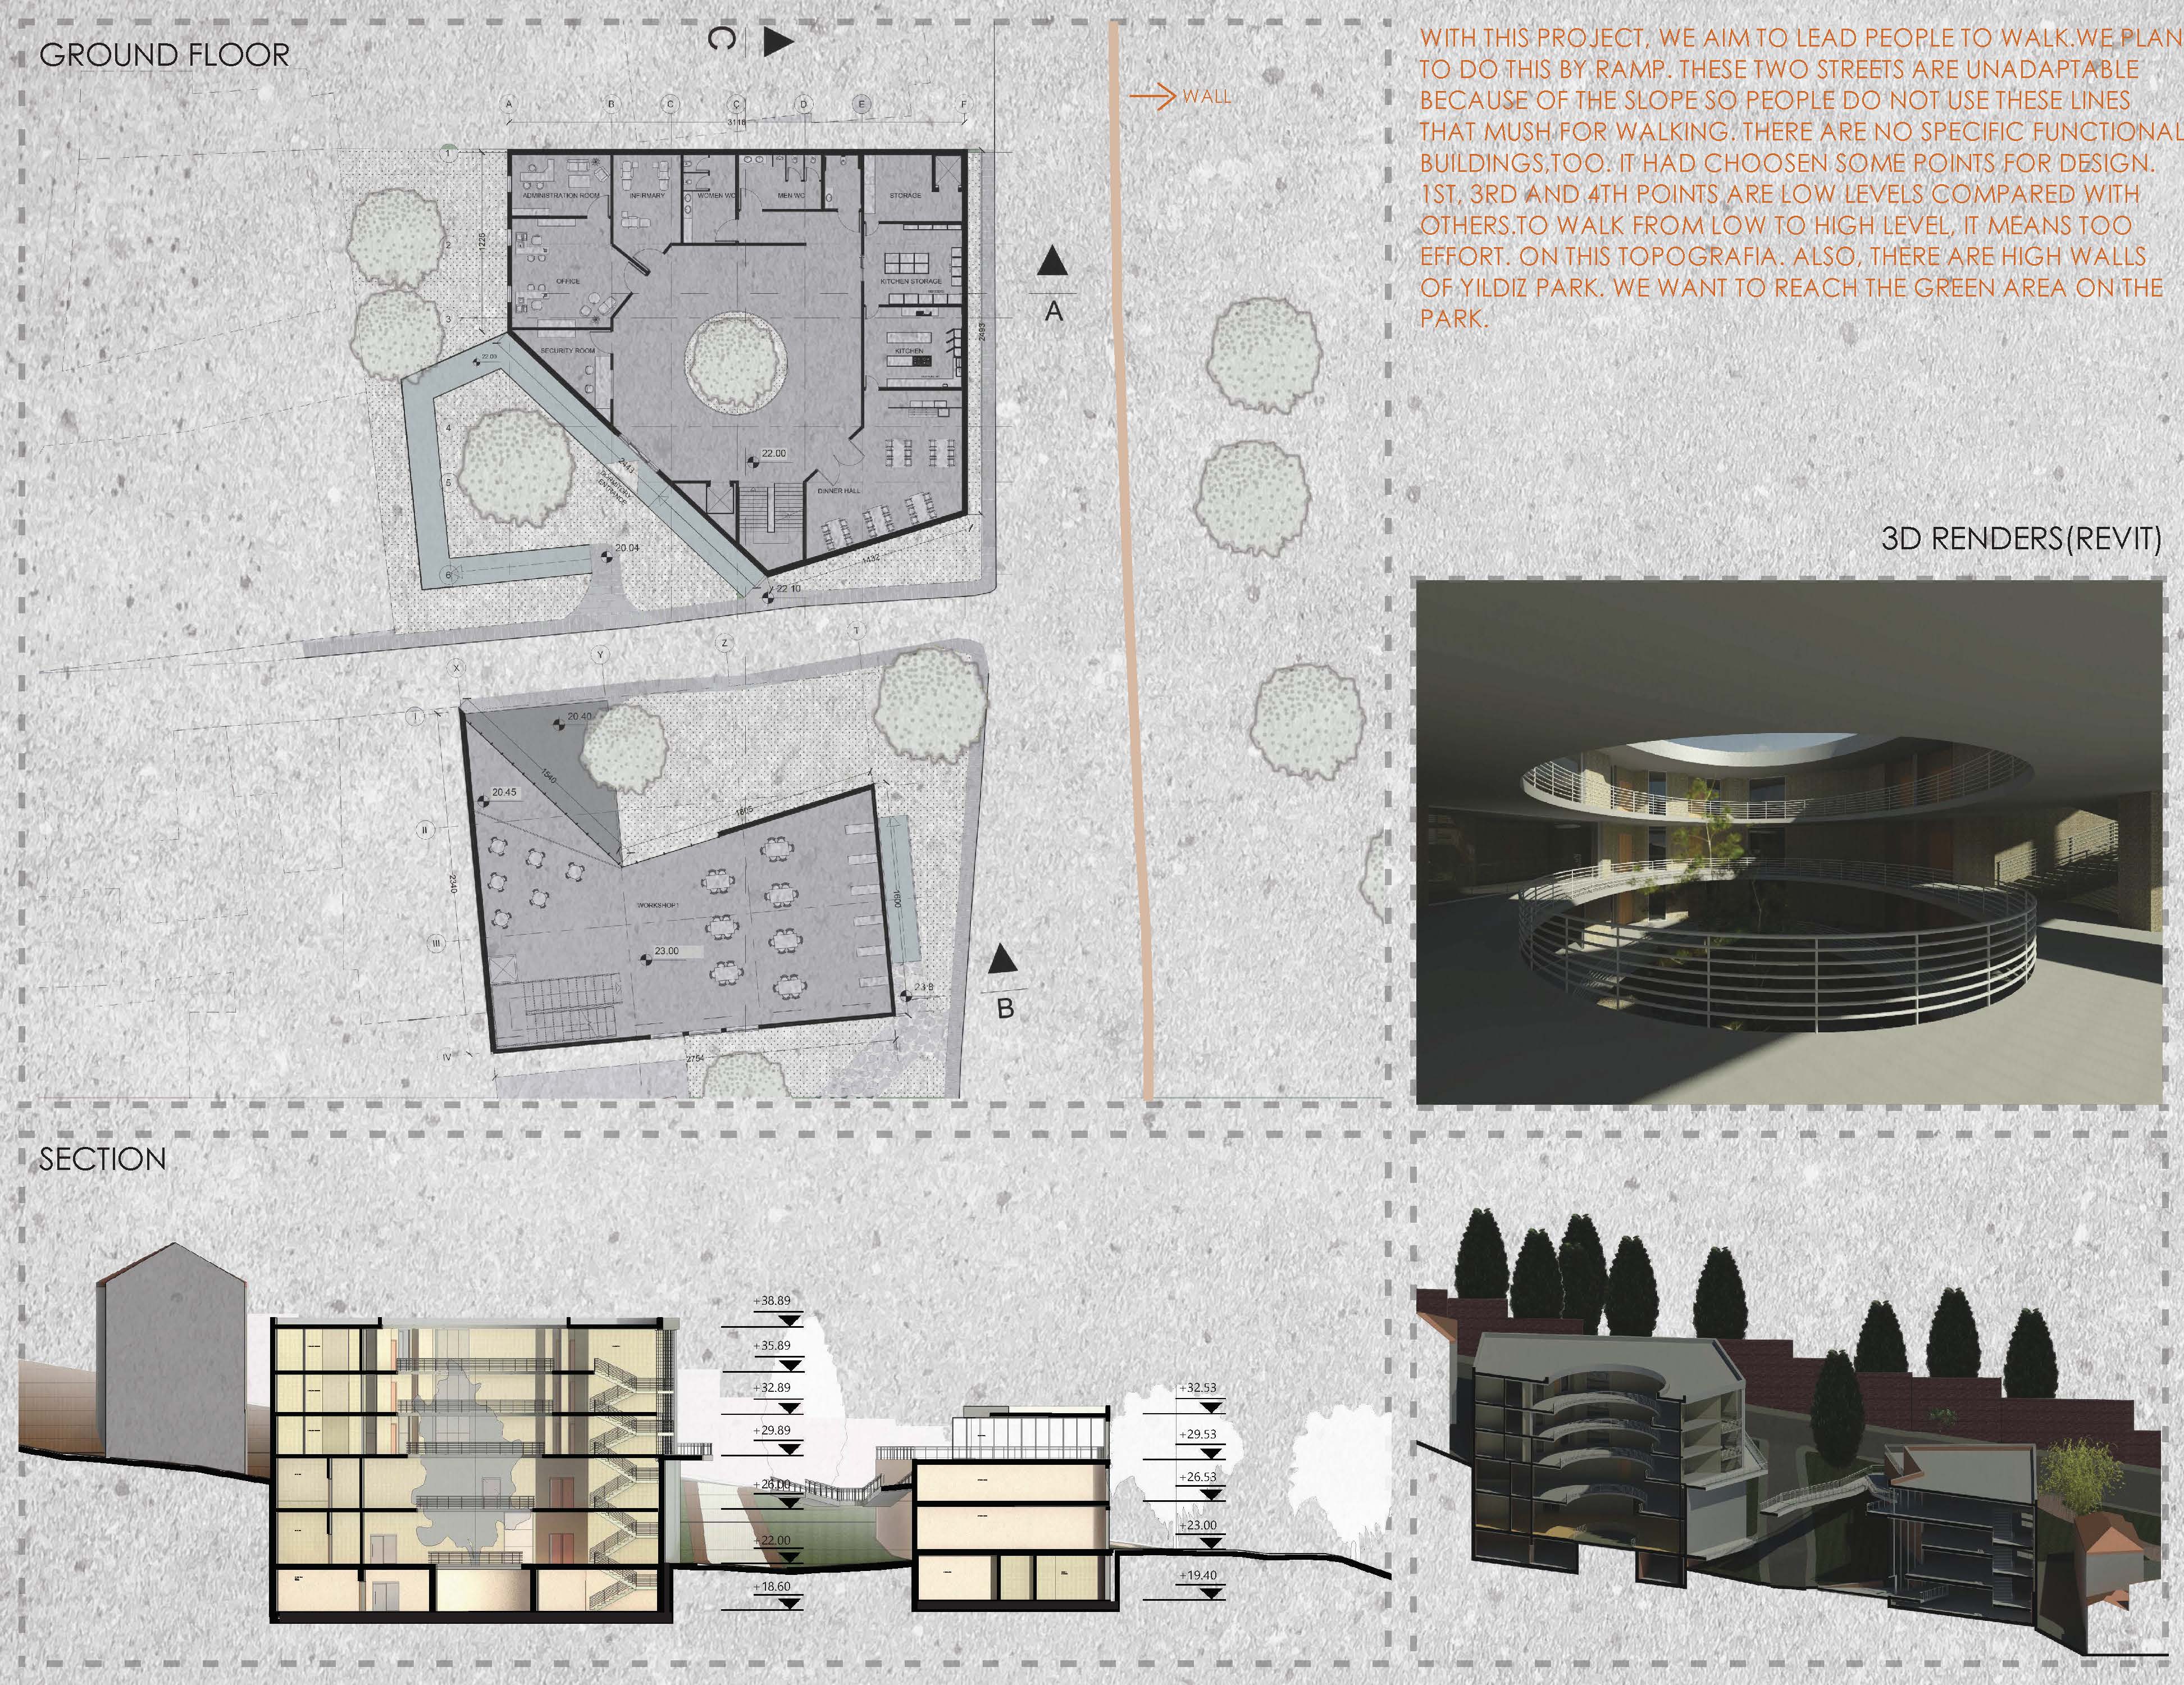 GROUND FLOOR
C
A
B
C
Ç
D
E
F
3116
1
2
3
4
5
6
1226
2493
ADMINISTRATION ROOM
INFIRMARY
WOMEN WC
MEN WC
STORAGE
OFFICE
KITCHEN STORAGE
SECURITY ROOM
KITCHEN
22.00
DINNER HALL
2443
DORMITORY
ENTRANCE
20.04
1432
22.10
WALL
A
X
Y
Z
T
I
II
III
IV
20.40
1540
20.45
1805
2340
WORKSHOP
1600
23.00
2754
B
WITH THIS PROJECT, WE AIM TO LEAD PEOPLE TO WALK.WE PLAN
TO DO THIS BY RAMP. THESE TWO STREETS ARE UNADAPTABLE
BECAUSE OF THE SLOPE SO PEOPLE DO NOT USE THESE LINES
THAT MUSH FOR WALKING. THERE ARE NO SPECIFIC FUNCTIONAL
BUILDINGS,TOO. IT HAD CHOOSEN SOME POINTS FOR DESIGN.
1ST, 3RD AND 4TH POINTS ARE LOW LEVELS COMPARED WITH
OTHERS.TO WALK FROM LOW TO HIGH LEVEL, IT MEANS TOO
EFFORT. ON THIS TOPOGRAFIA. ALSO, THERE ARE HIGH WALLS
OF YILDIZ PARK. WE WANT TO REACH THE GREEN AREA ON THE
PARK.
3D RENDERS(REVIT)
SECTION
+38.89
+35.89
+32.89
+29.89
+26.00
+22.00
+18.60
+32.53
+29.53
+26.53
+23.00
+19.40